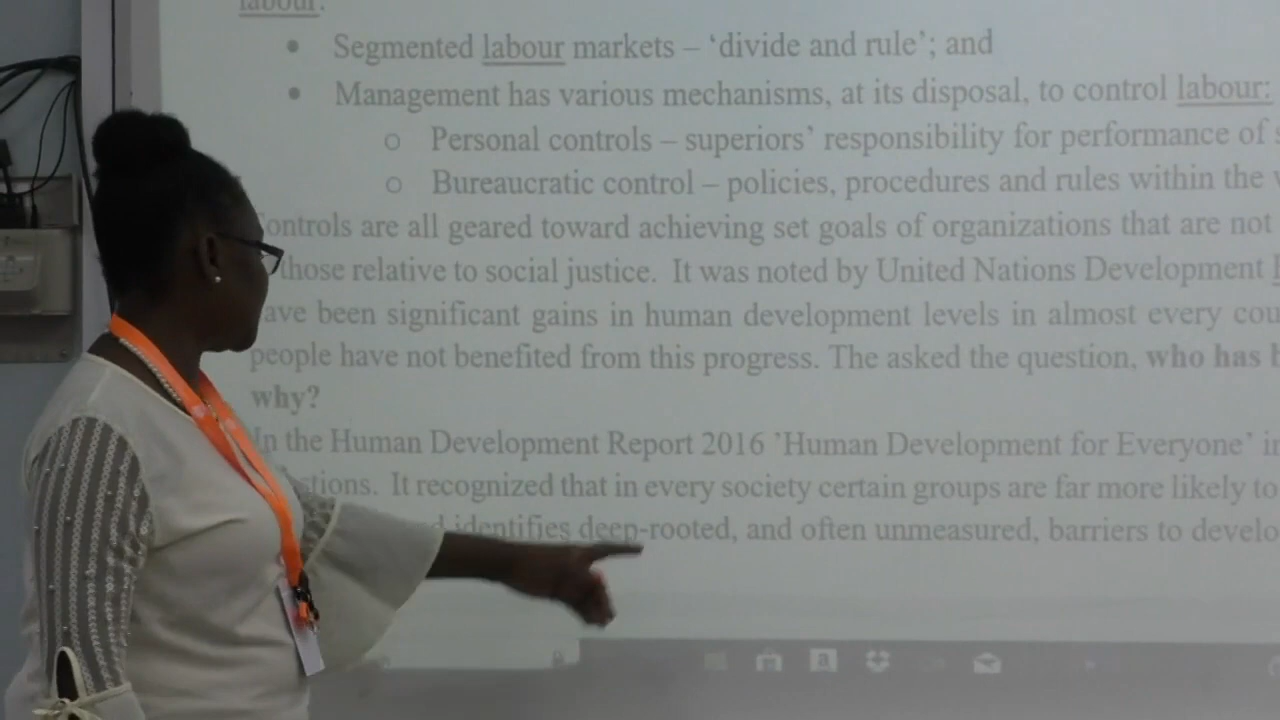 labour:
• Segmented labour markets – ‘divide and rule’; and
• Management has various mechanisms, at its disposal, to control labour:
o Personal controls – superiors’ responsibility for performance of
o Bureaucratic control – policies, procedures and rules within the
ontrols are all geared toward achieving set goals of organizations that are not
those relative to social justice. It was noted by United Nations Development
ave been significant gains in human development levels in almost every cou
people have not benefited from this progress. The asked the question, who has
why?
In the Human Development Report 2016 ’Human Development for Everyone’ in
stions. It recognized that in every society certain groups are far more likely to
d identifies deep-rooted, and often unmeasured, barriers to develo
a